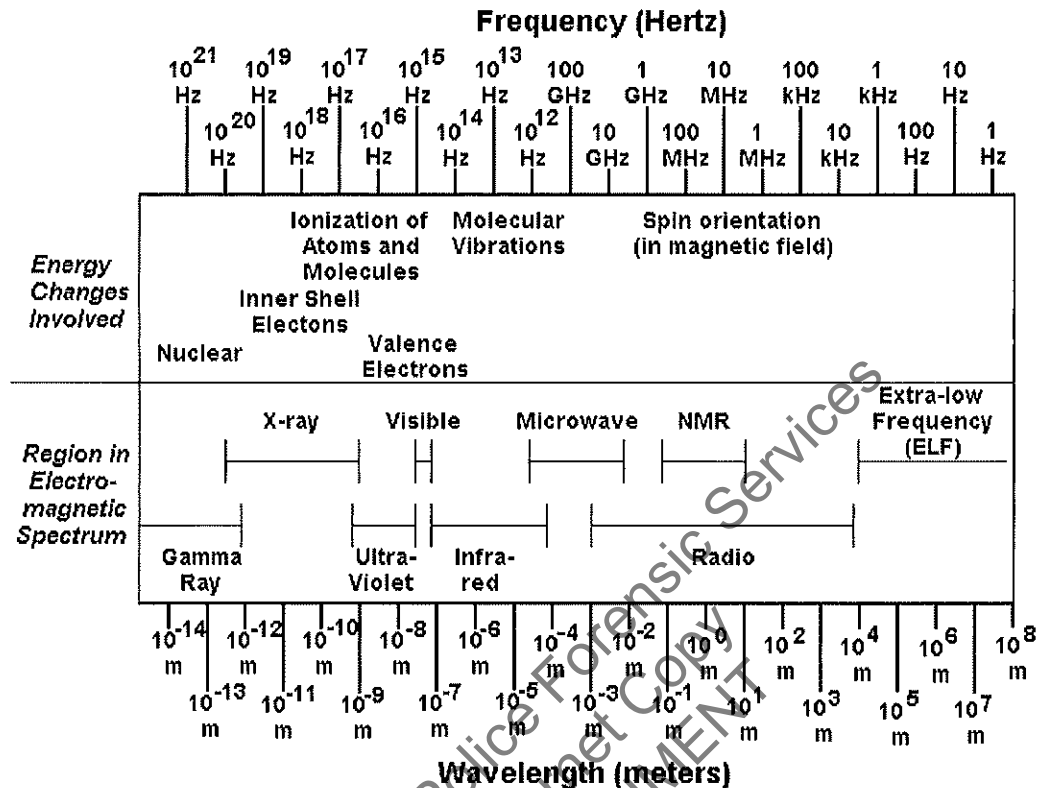 Frequency (Hertz)
10^21 10^19 10^17 10^15 10^13 100 1 10 100 1 10
Hz Hz Hz Hz Hz GHz GHz MHz kHz kHz Hz
10^20 10^18 10^16 10^14 10^12 10 100 1 10 100 1
Hz Hz Hz Hz Hz GHz MHz MHz kHz Hz Hz
Ionization of Molecular Spin orientation
Atoms and Vibrations (in magnetic field)
Molecules
Energy
Changes
Involved
Inner Shell
Electons
Nuclear
Valence
Electrons
X-ray Visible Microwave NMR
Extra-low
Frequency
(ELF)
Region in
Electro-
magnetic
Spectrum
Gamma
Ray
Ultra-
Violet
Infra-
red
Radio
10^-14 10^-12 10^-10 10^-8 10^-6 10^-4 10^-2 10^0 10^2 10^4 10^6 10^8
m m m m m m m m m m m m
10^-13 10^-11 10^-9 10^-7 10^-5 10^-3 10^-1 10^1 10^3 10^5 10^7
m m m m m m m m m m m
Wavelength (meters)
Police Forensic Services